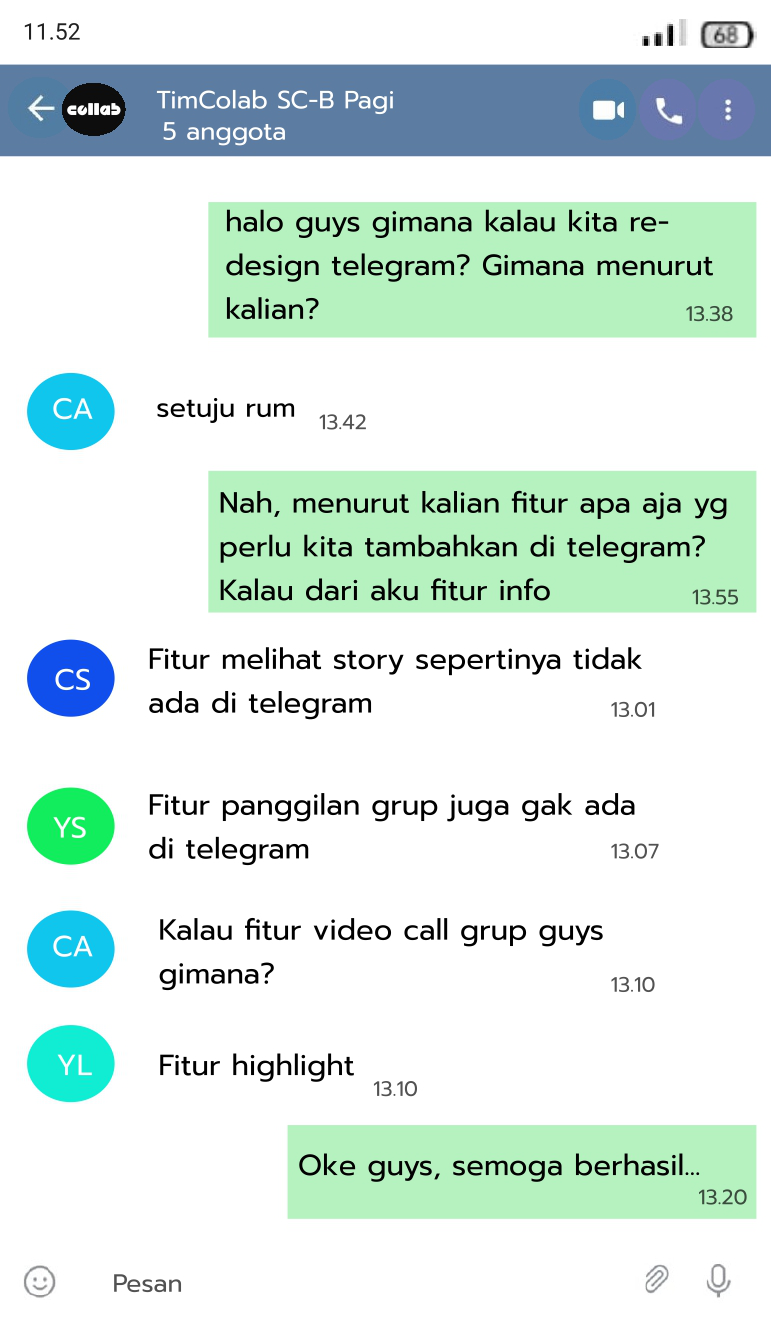 11.52
68
collab
TimColab SC-B Pagi
5 anggota
halo guys gimana kalau kita re-
design telegram? Gimana menurut
kalian?
13.38
CA
setuju rum
13.42
Nah, menurut kalian fitur apa aja yg
perlu kita tambahkan di telegram?
Kalau dari aku fitur info
13.55
CS
Fitur melihat story sepertinya tidak
ada di telegram
13.01
YS
Fitur panggilan grup juga gak ada
di telegram
13.07
CA
Kalau fitur video call grup guys
gimana?
13.10
YL
Fitur highlight
13.10
Oke guys, semoga berhasil...
13.20
Pesan